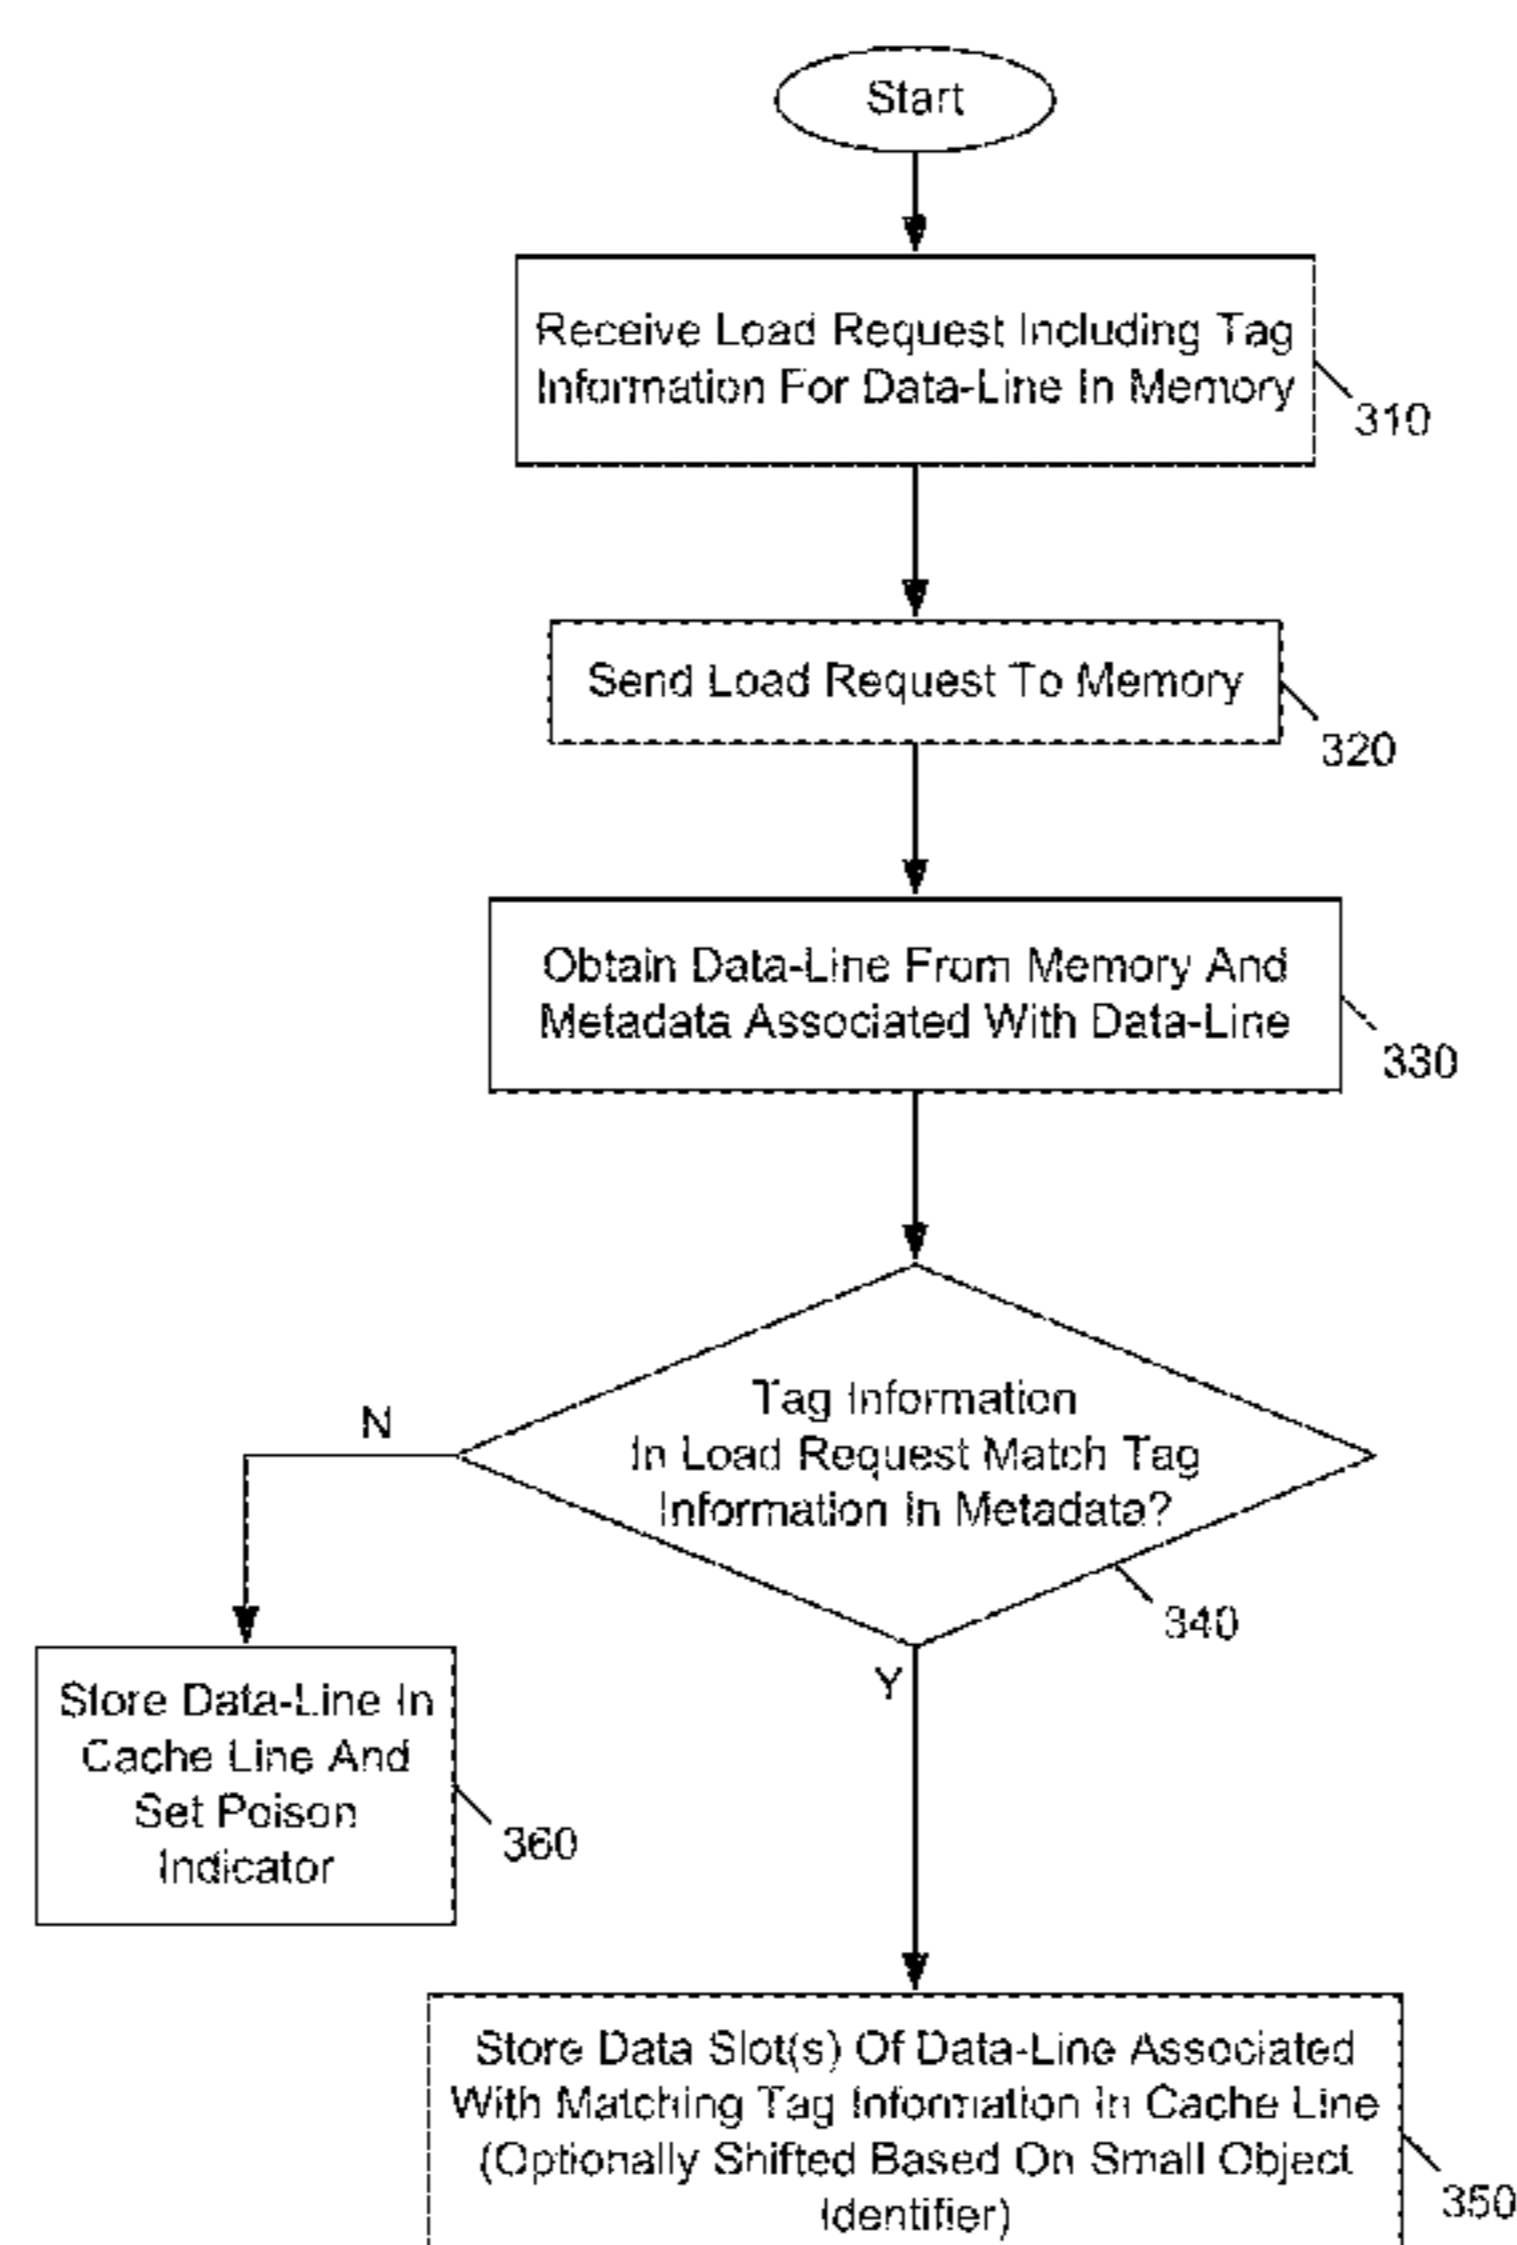 Start
Receive Load Request Including Tag
Information For Data-Line In Memory
310
Send Load Request To Memory
320
Obtain Data-Line From Memory And
Metadata Associated With Data-Line
330
Tag Information
In Load Request Match Tag
Information In Metadata?
340
N
Y
Store Data-Line In
Cache Line And
Set Poison
Indicator
360
Store Data Slot(s) Of Data-Line Associated
With Matching Tag Information In Cache Line
(Optionally Shifted Based On Small Object
Identifier)
350